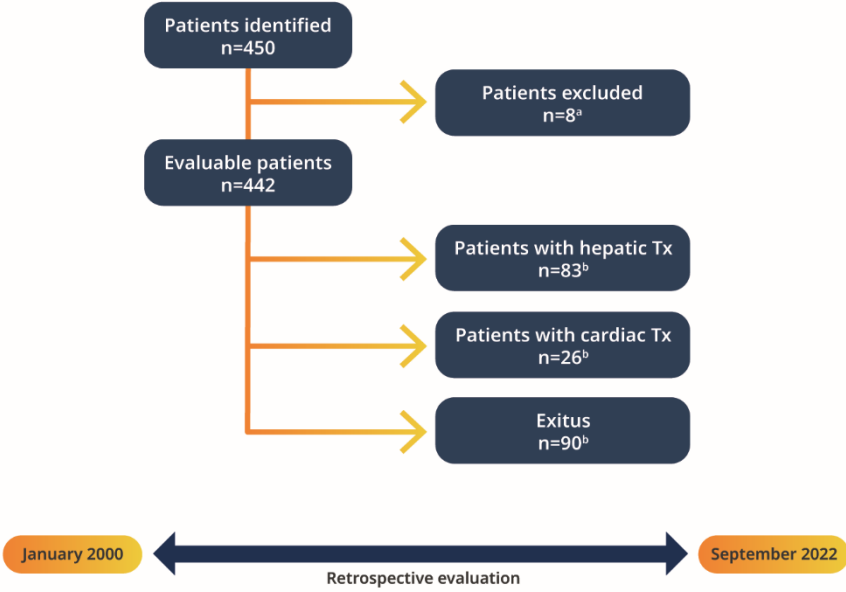 Patients identified
n=450
Patients excluded
n=8ᵃ
Evaluable patients
n=442
Patients with hepatic Tx
n=83ᵇ
Patients with cardiac Tx
n=26ᵇ
Exitus
n=90ᵇ
January 2000
September 2022
Retrospective evaluation